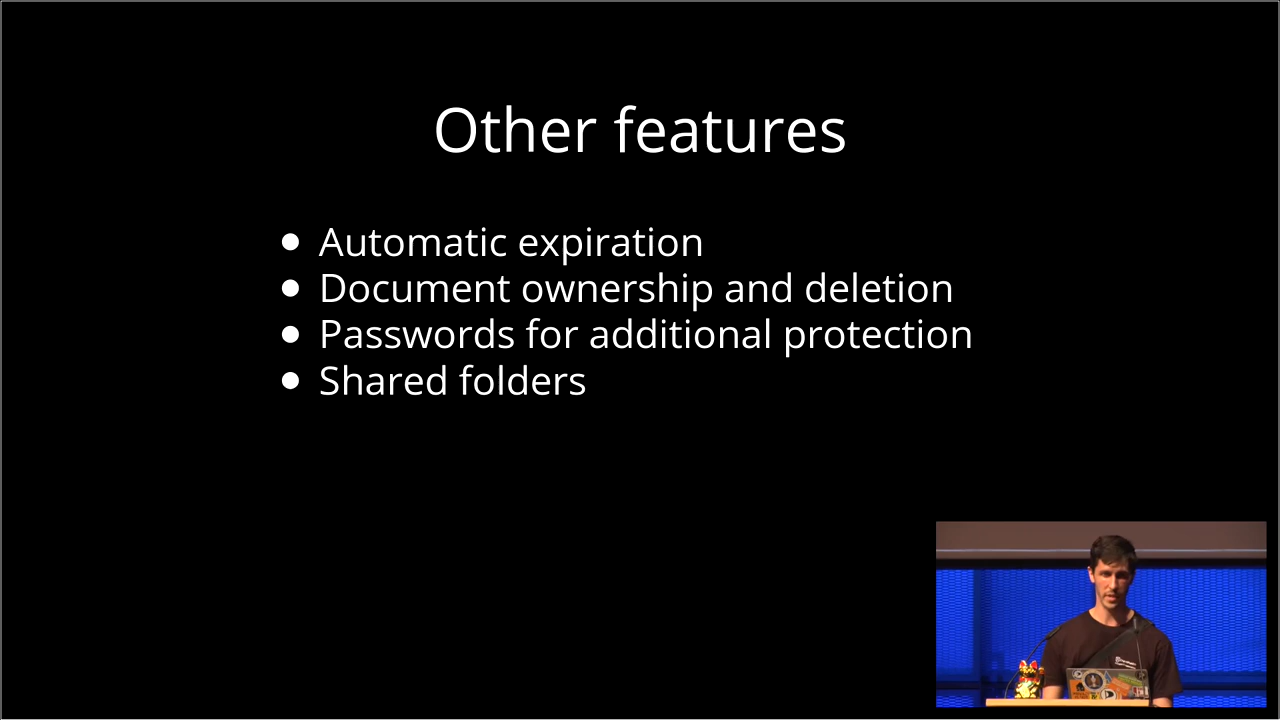 Other features
Automatic expiration
Document ownership and deletion
Passwords for additional protection
Shared folders